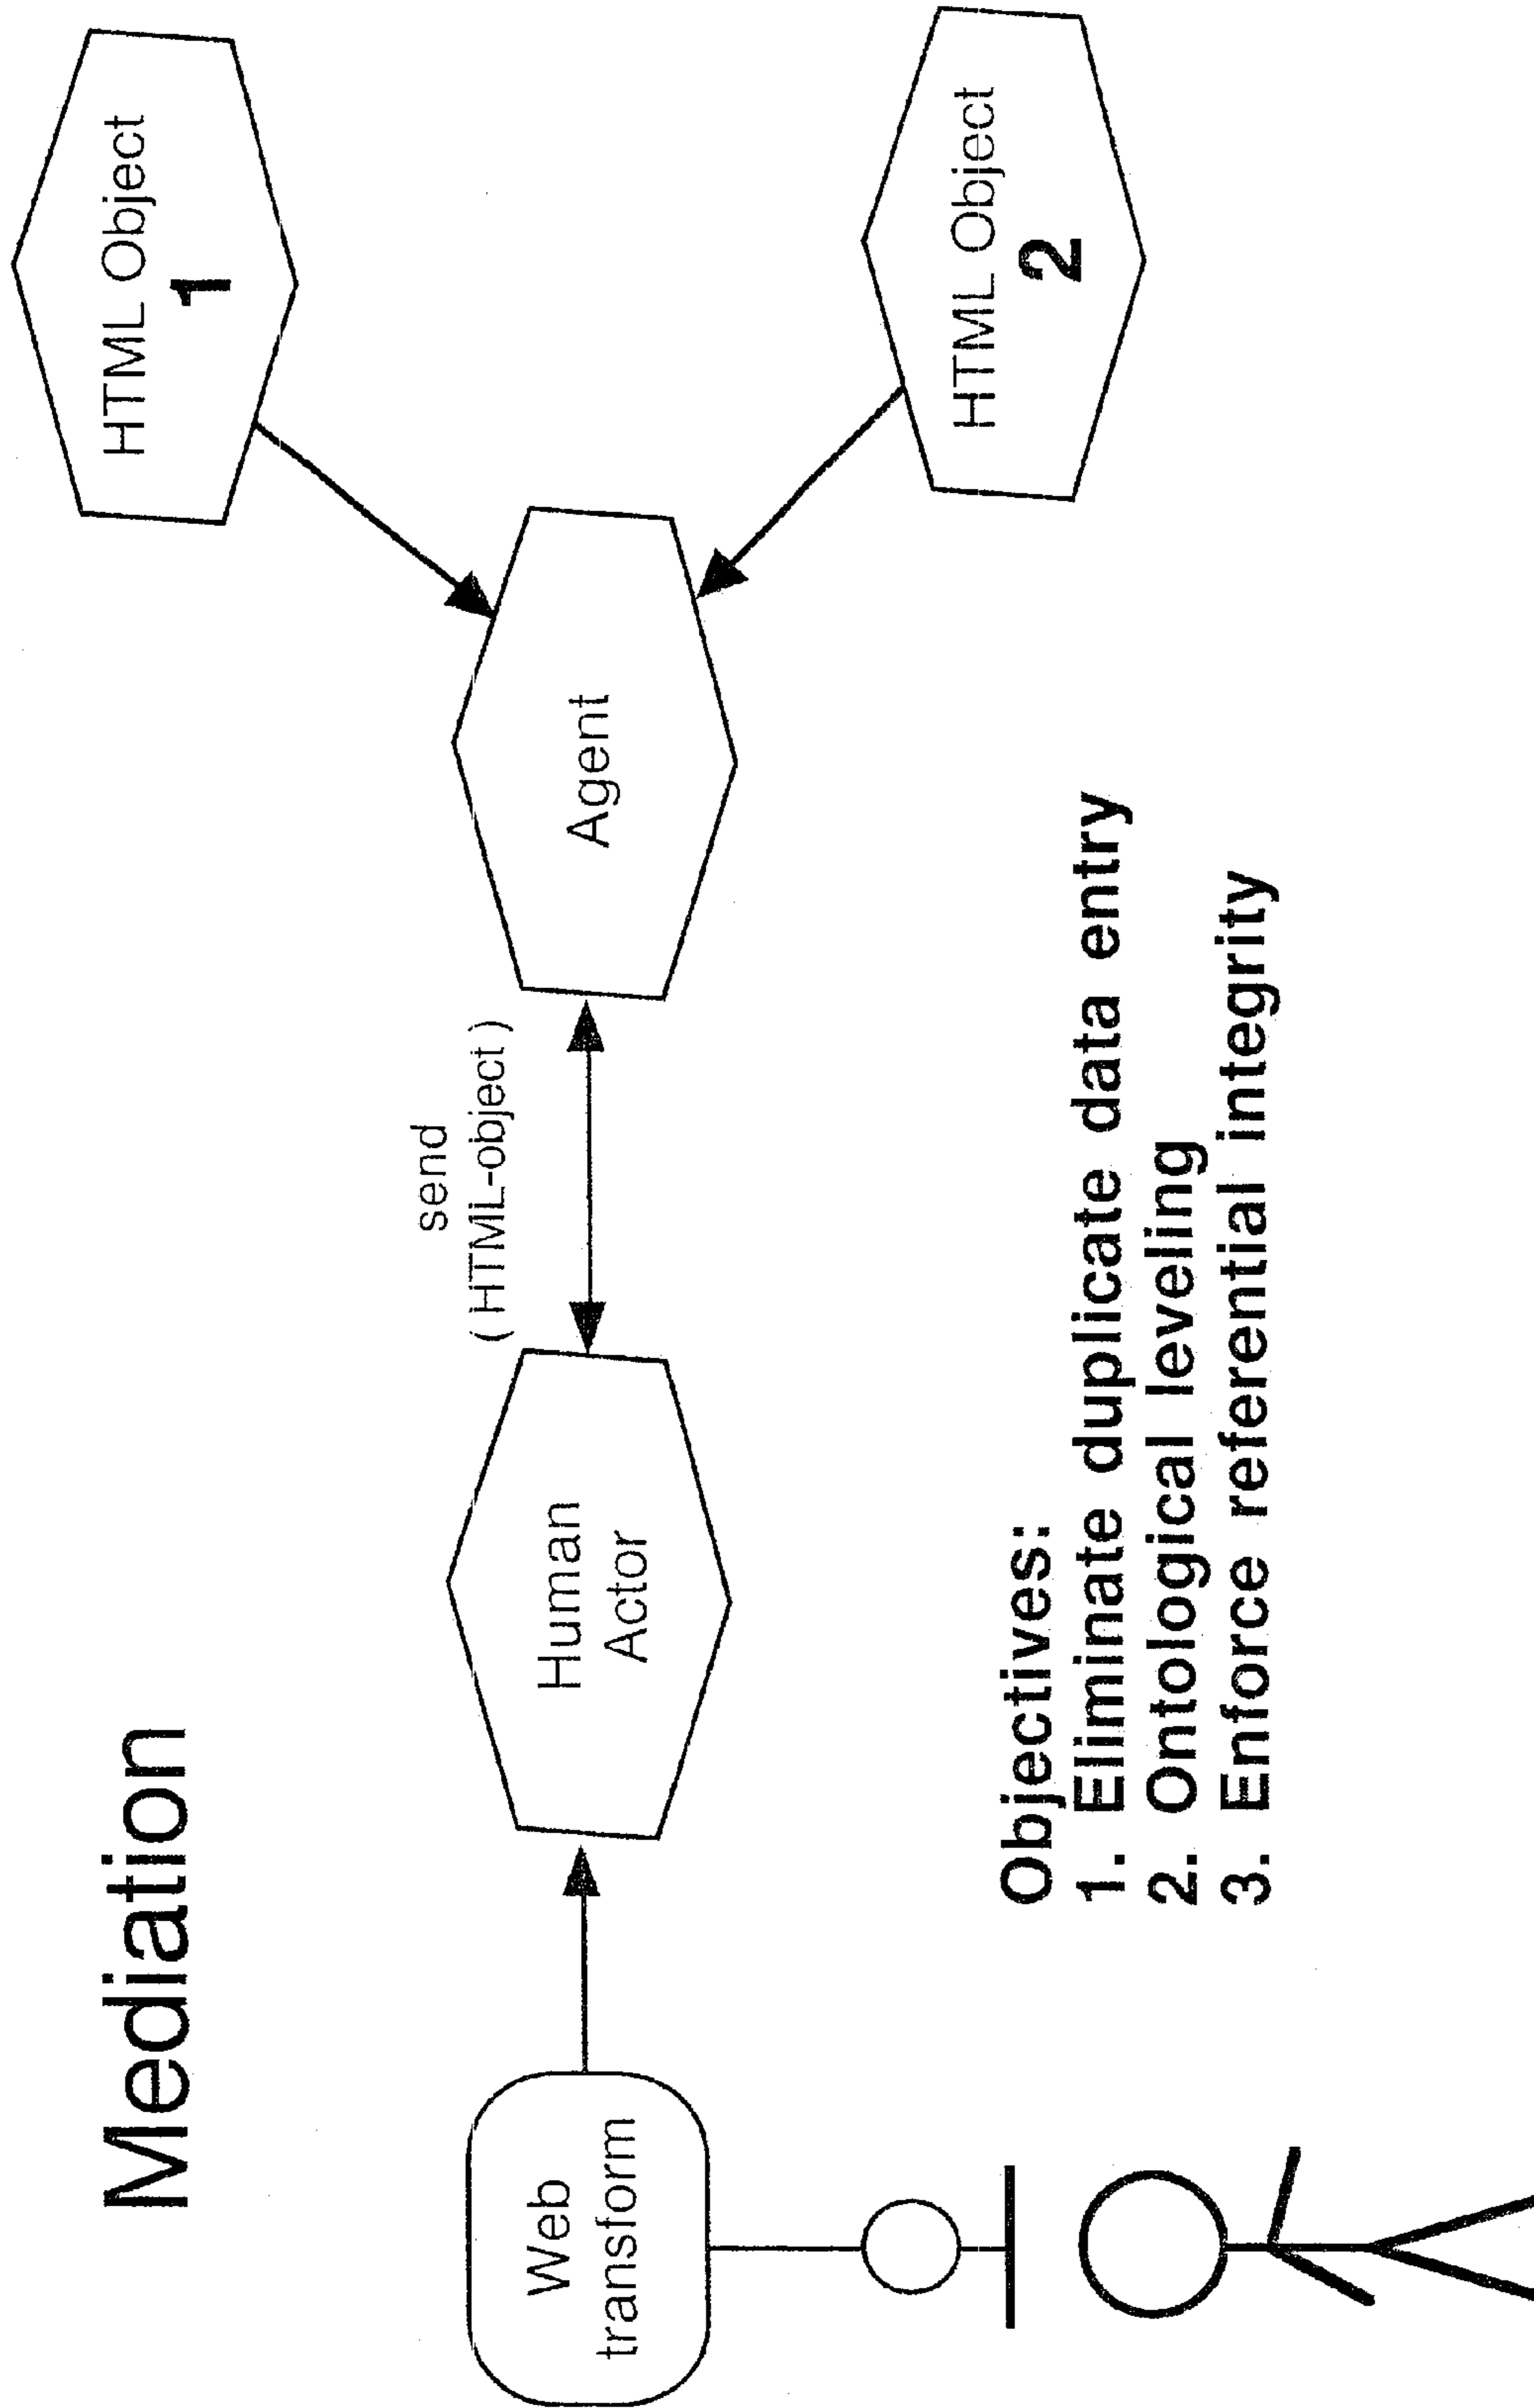 Mediation
Web
transform
Human
Actor
send
( HTML-object )
Agent
HTML Object
1
HTML Object
2
Objectives:
1. Eliminate duplicate data entry
2. Ontological leveling
3. Enforce referential integrity